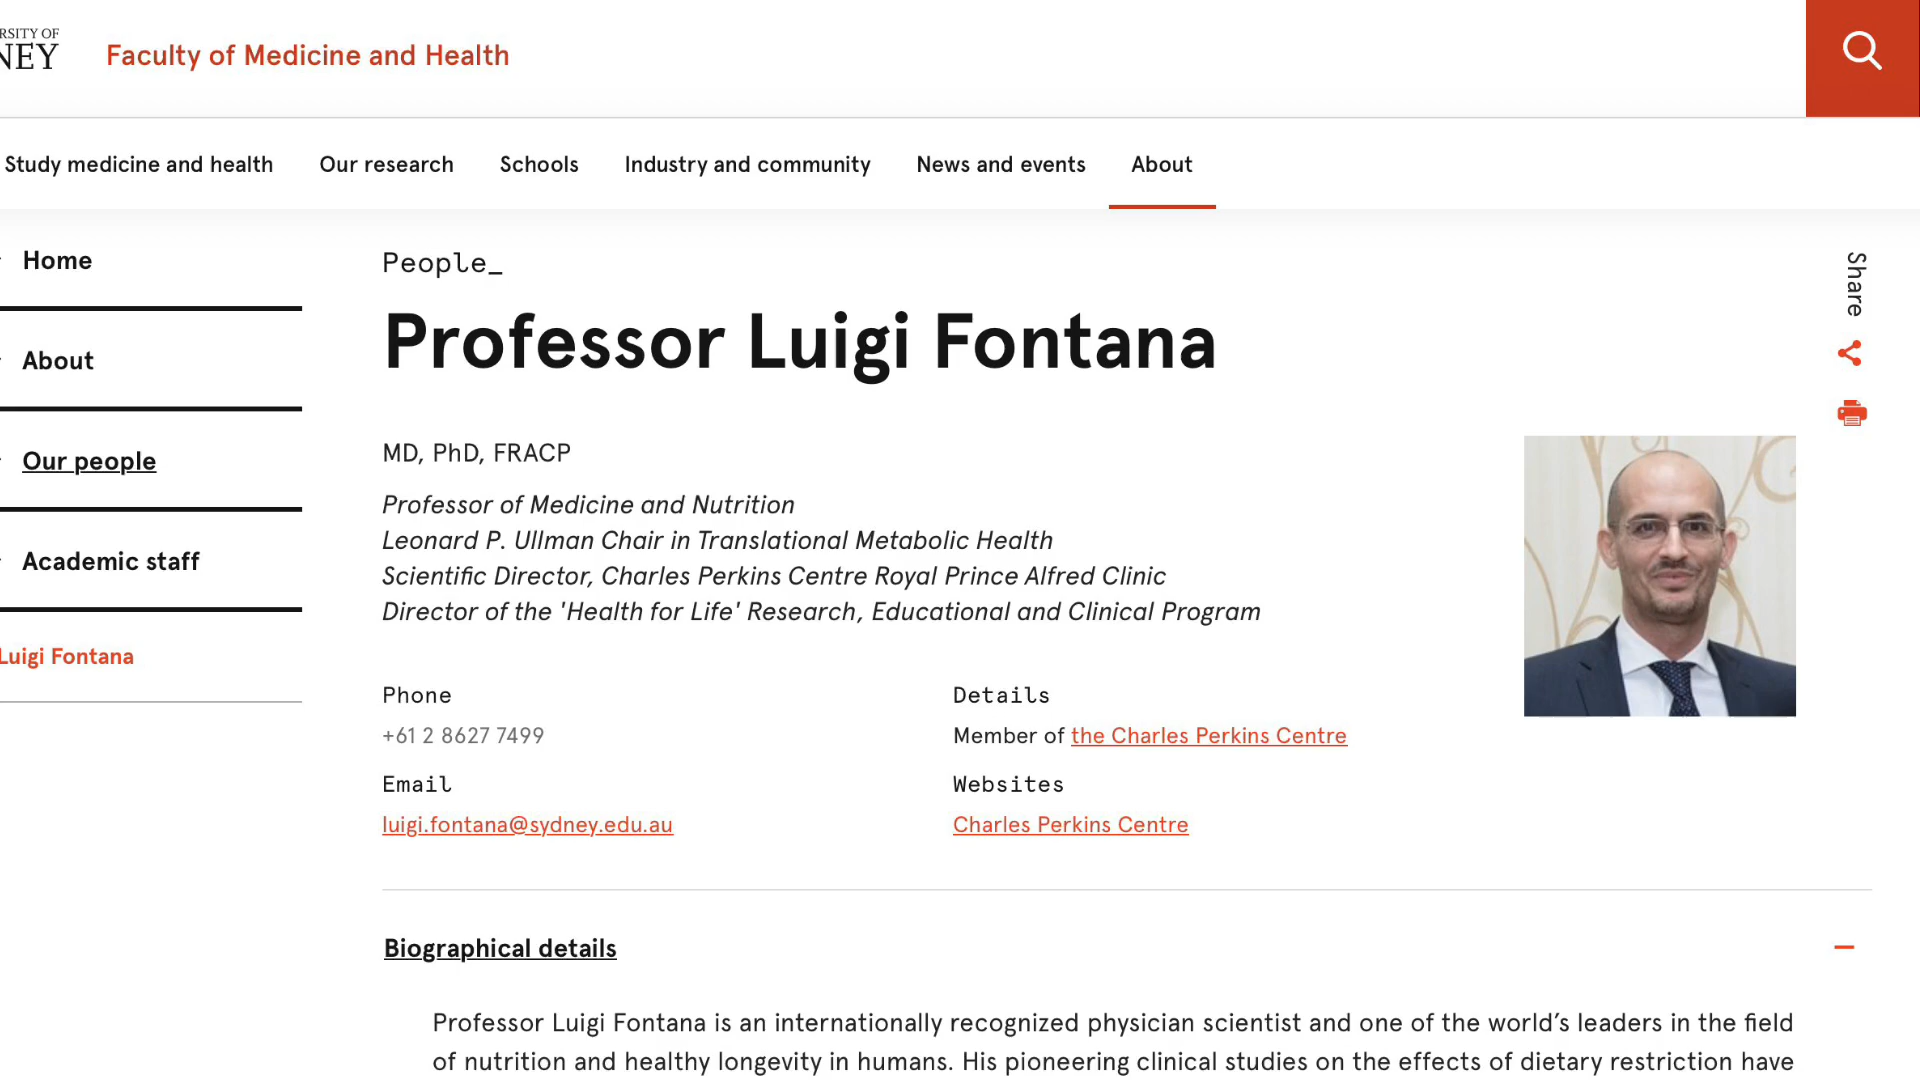 RSITY OF
NEY
Faculty of Medicine and Health
Study medicine and health Our research Schools Industry and community News and events About
Home
About
Our people
Academic staff
Luigi Fontana
People_
Professor Luigi Fontana
Share
MD, PhD, FRACP
Professor of Medicine and Nutrition
Leonard P. Ullman Chair in Translational Metabolic Health
Scientific Director, Charles Perkins Centre Royal Prince Alfred Clinic
Director of the 'Health for Life' Research, Educational and Clinical Program
Phone
+61 2 8627 7499
Email
luigi.fontana@sydney.edu.au
Details
Member of the Charles Perkins Centre
Websites
Charles Perkins Centre
Biographical details
Professor Luigi Fontana is an internationally recognized physician scientist and one of the world’s leaders in the field
of nutrition and healthy longevity in humans. His pioneering clinical studies on the effects of dietary restriction have